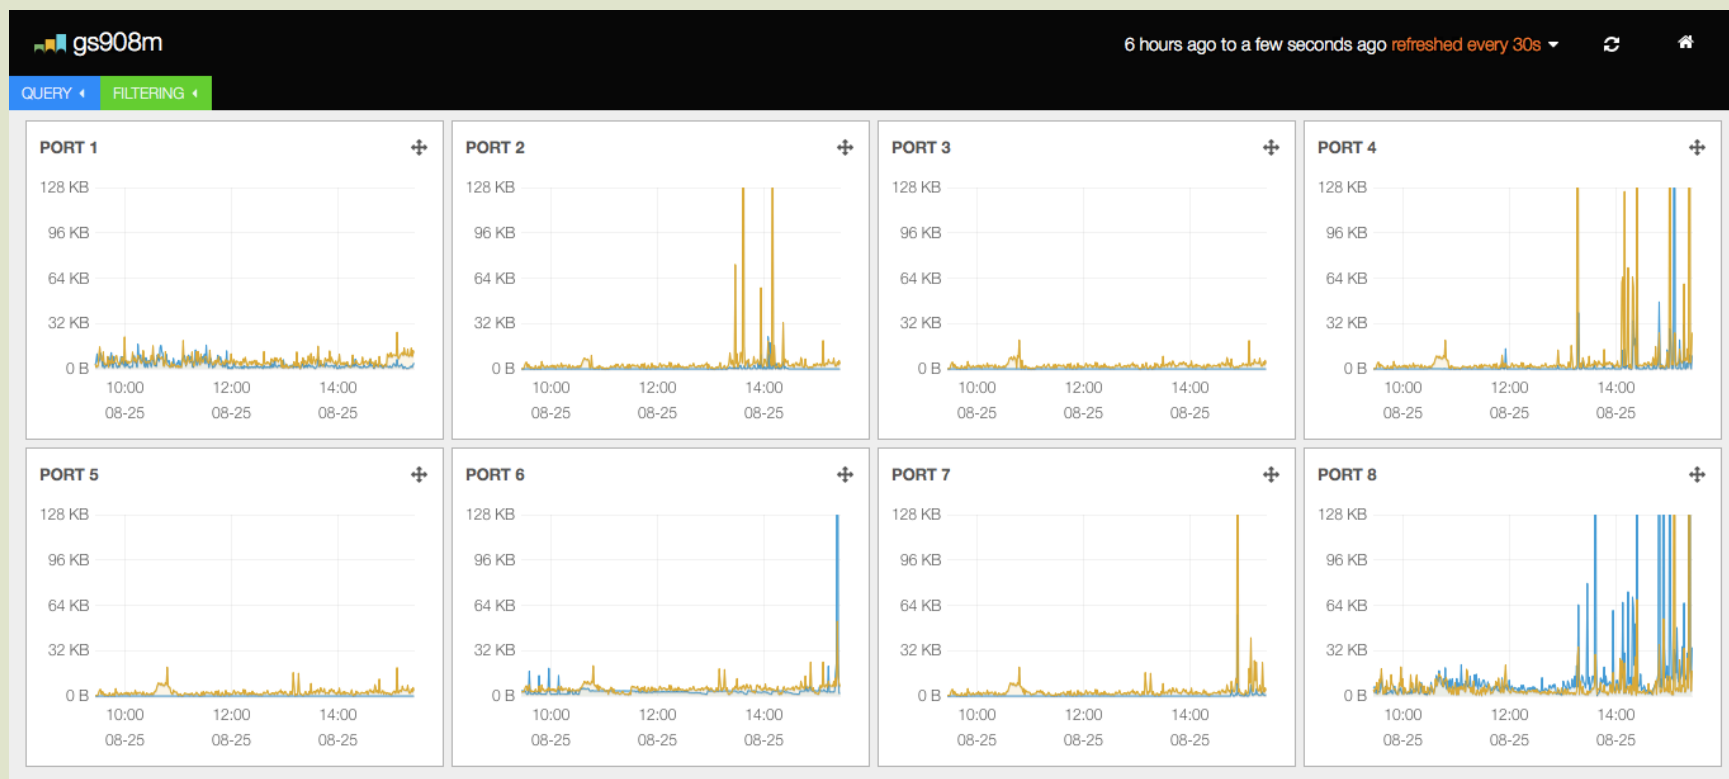 gs908m
6 hours ago to a few seconds ago refreshed every 30s
QUERY
FILTERING
PORT 1
128 KB
96 KB
64 KB
32 KB
0 B
10:00 12:00 14:00
08-25 08-25 08-25
PORT 2
128 KB
96 KB
64 KB
32 KB
0 B
10:00 12:00 14:00
08-25 08-25 08-25
PORT 3
128 KB
96 KB
64 KB
32 KB
0 B
10:00 12:00 14:00
08-25 08-25 08-25
PORT 4
128 KB
96 KB
64 KB
32 KB
0 B
10:00 12:00 14:00
08-25 08-25 08-25
PORT 5
128 KB
96 KB
64 KB
32 KB
0 B
10:00 12:00 14:00
08-25 08-25 08-25
PORT 6
128 KB
96 KB
64 KB
32 KB
0 B
10:00 12:00 14:00
08-25 08-25 08-25
PORT 7
128 KB
96 KB
64 KB
32 KB
0 B
10:00 12:00 14:00
08-25 08-25 08-25
PORT 8
128 KB
96 KB
64 KB
32 KB
0 B
10:00 12:00 14:00
08-25 08-25 08-25